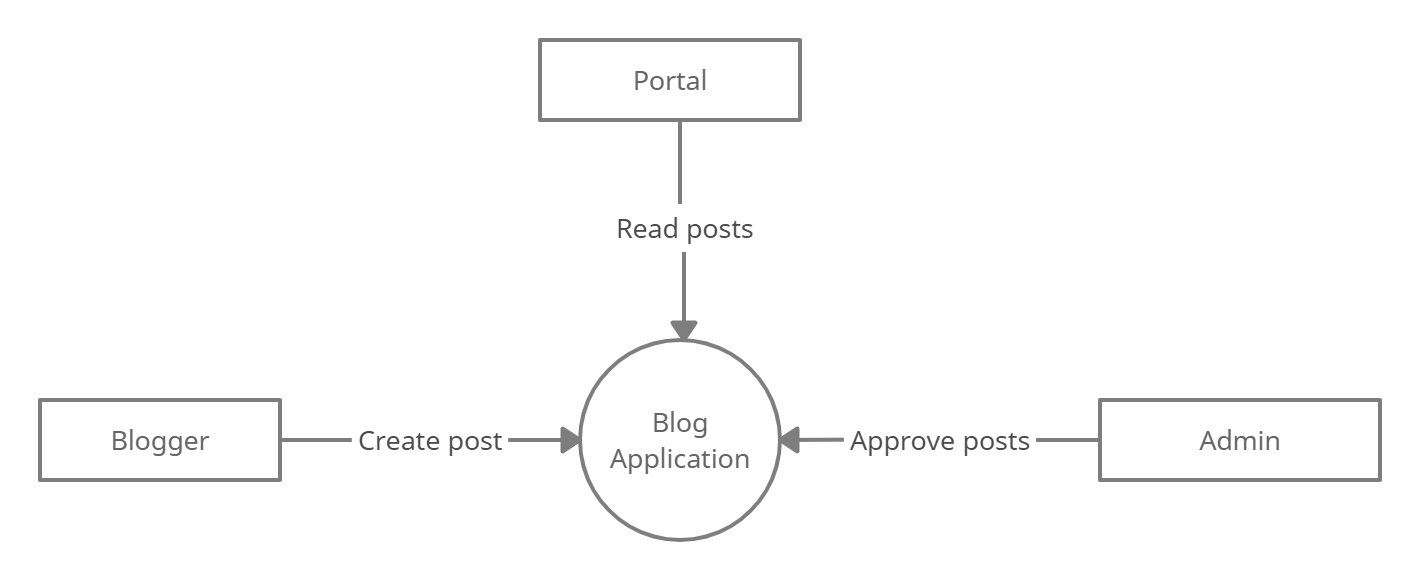 Portal
Read posts
Blogger
Create post
Blog
Application
Approve posts
Admin